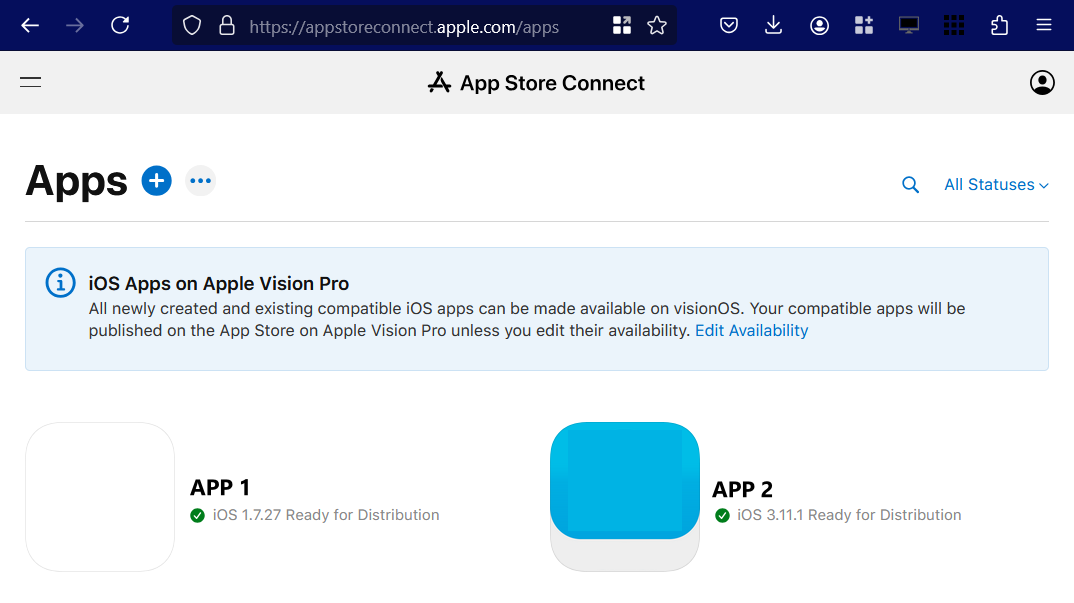 https://appstoreconnect.apple.com/apps
App Store Connect
Apps
All Statuses
iOS Apps on Apple Vision Pro
All newly created and existing compatible iOS apps can be made available on visionOS. Your compatible apps will be
published on the App Store on Apple Vision Pro unless you edit their availability. Edit Availability
APP 1
iOS 1.7.27 Ready for Distribution
APP 2
iOS 3.11.1 Ready for Distribution